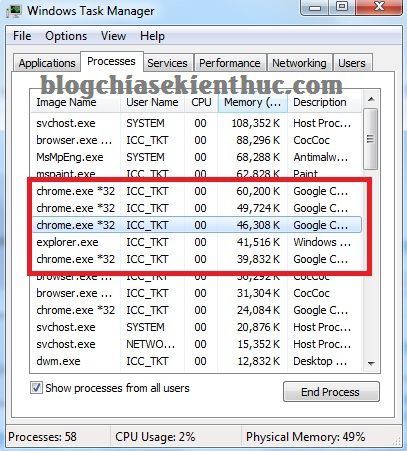 Windows Task Manager
File Options View Help
Applications Processes Services Performance Networking Users
blogchiasekienthuc.com
Image Name User Name CPU Memory (... Description
svchost.exe SYSTEM 00 108,352 K Host Proc...
browser.exe ... ICC_TKT 00 88,296 K CocCoc
MsMpEng.exe SYSTEM 00 68,288 K Antimalw...
mspaint.exe ICC_TKT 00 62,828 K Paint
chrome.exe *32 ICC_TKT 00 60,200 K Google C...
chrome.exe *32 ICC_TKT 00 49,724 K Google C...
chrome.exe *32 ICC_TKT 00 46,308 K Google C...
explorer.exe ICC_TKT 00 41,516 K Windows ...
chrome.exe *32 ICC_TKT 00 39,832 K Google C...
browser.exe ... ICC_TKT 00 38,292 K CocCoc
browser.exe ... ICC_TKT 00 31,304 K CocCoc
chrome.exe *32 ICC_TKT 00 24,084 K Google C...
svchost.exe SYSTEM 00 20,876 K Host Proc...
svchost.exe NETWO... 00 15,352 K Host Proc...
dwm.exe ICC_TKT 00 12,832 K Desktop ...
Show processes from all users
End Process
Processes: 58 CPU Usage: 2% Physical Memory: 49%